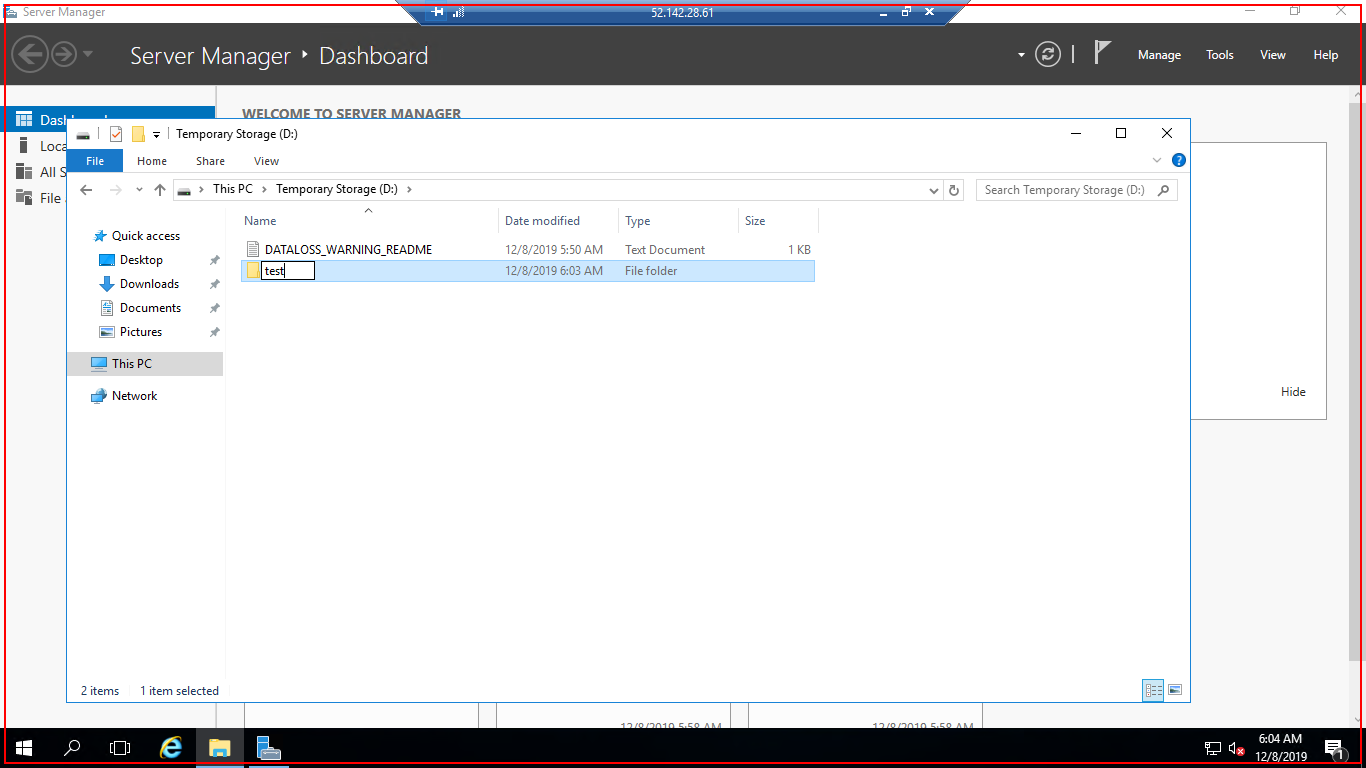 Server Manager
52.142.28.61
Server Manager Dashboard
Manage Tools View Help
WELCOME TO SERVER MANAGER
Temporary Storage (D:)
File Home Share View
This PC Temporary Storage (D:)
Search Temporary Storage (D:)
Name Date modified Type Size
Quick access
Desktop
Downloads
Documents
Pictures
This PC
Network
DATALOSS_WARNING_README 12/8/2019 5:50 AM Text Document 1 KB
test 12/8/2019 6:03 AM File folder
Hide
2 items 1 item selected
12/8/2019 5:58 AM 12/8/2019 5:58 AM
6:04 AM
12/8/2019
1